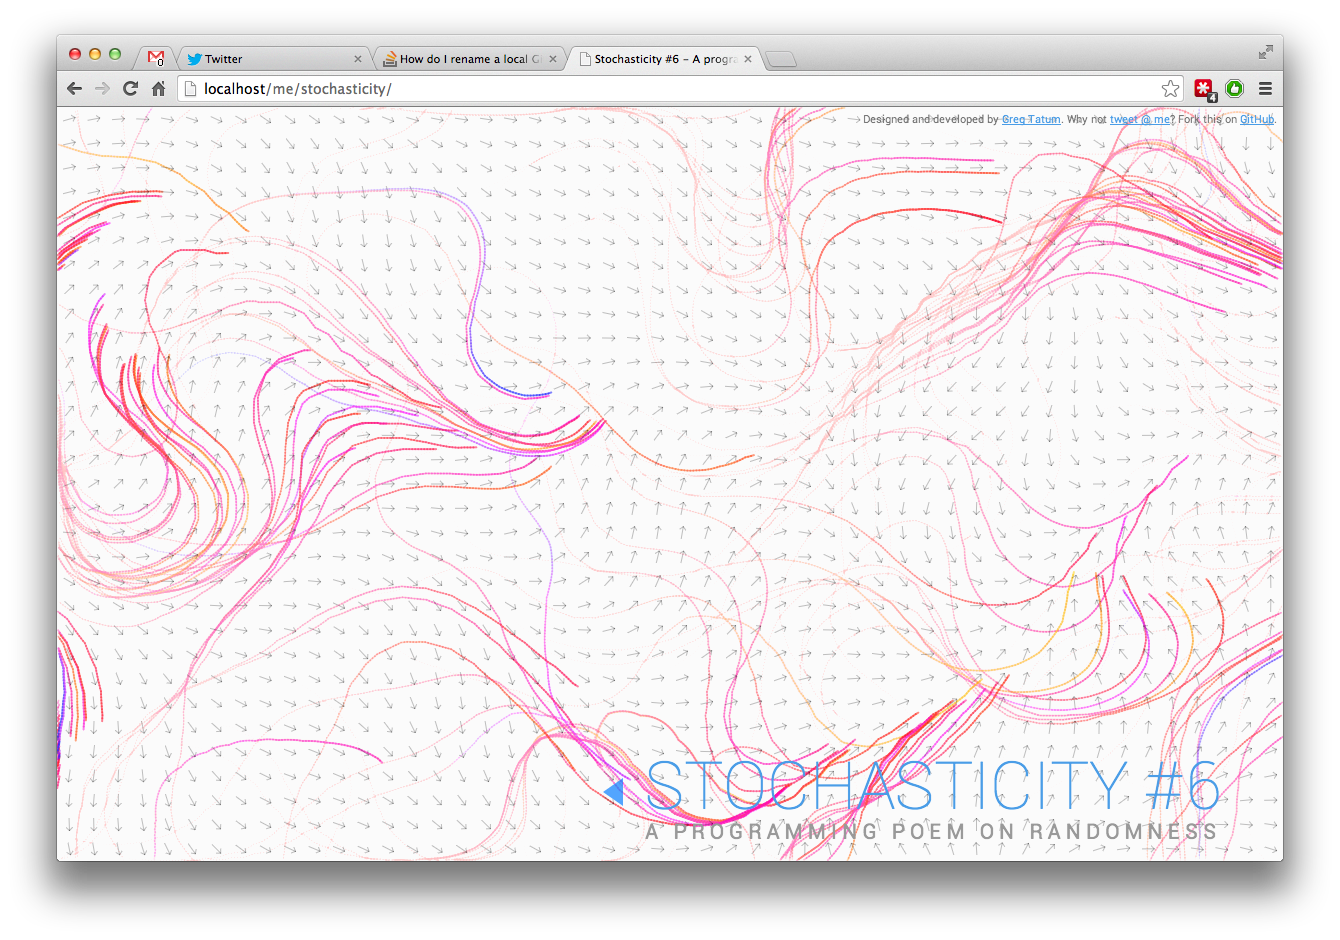 0
Twitter
How do I rename a local Gi
Stochasticity #6 – A progra
localhost/me/stochasticity/
4
Designed and developed by Greg Tatum. Why not tweet @ me? Fork this on GitHub.
STOCHASTICITY #6
A PROGRAMMING POEM ON RANDOMNESS